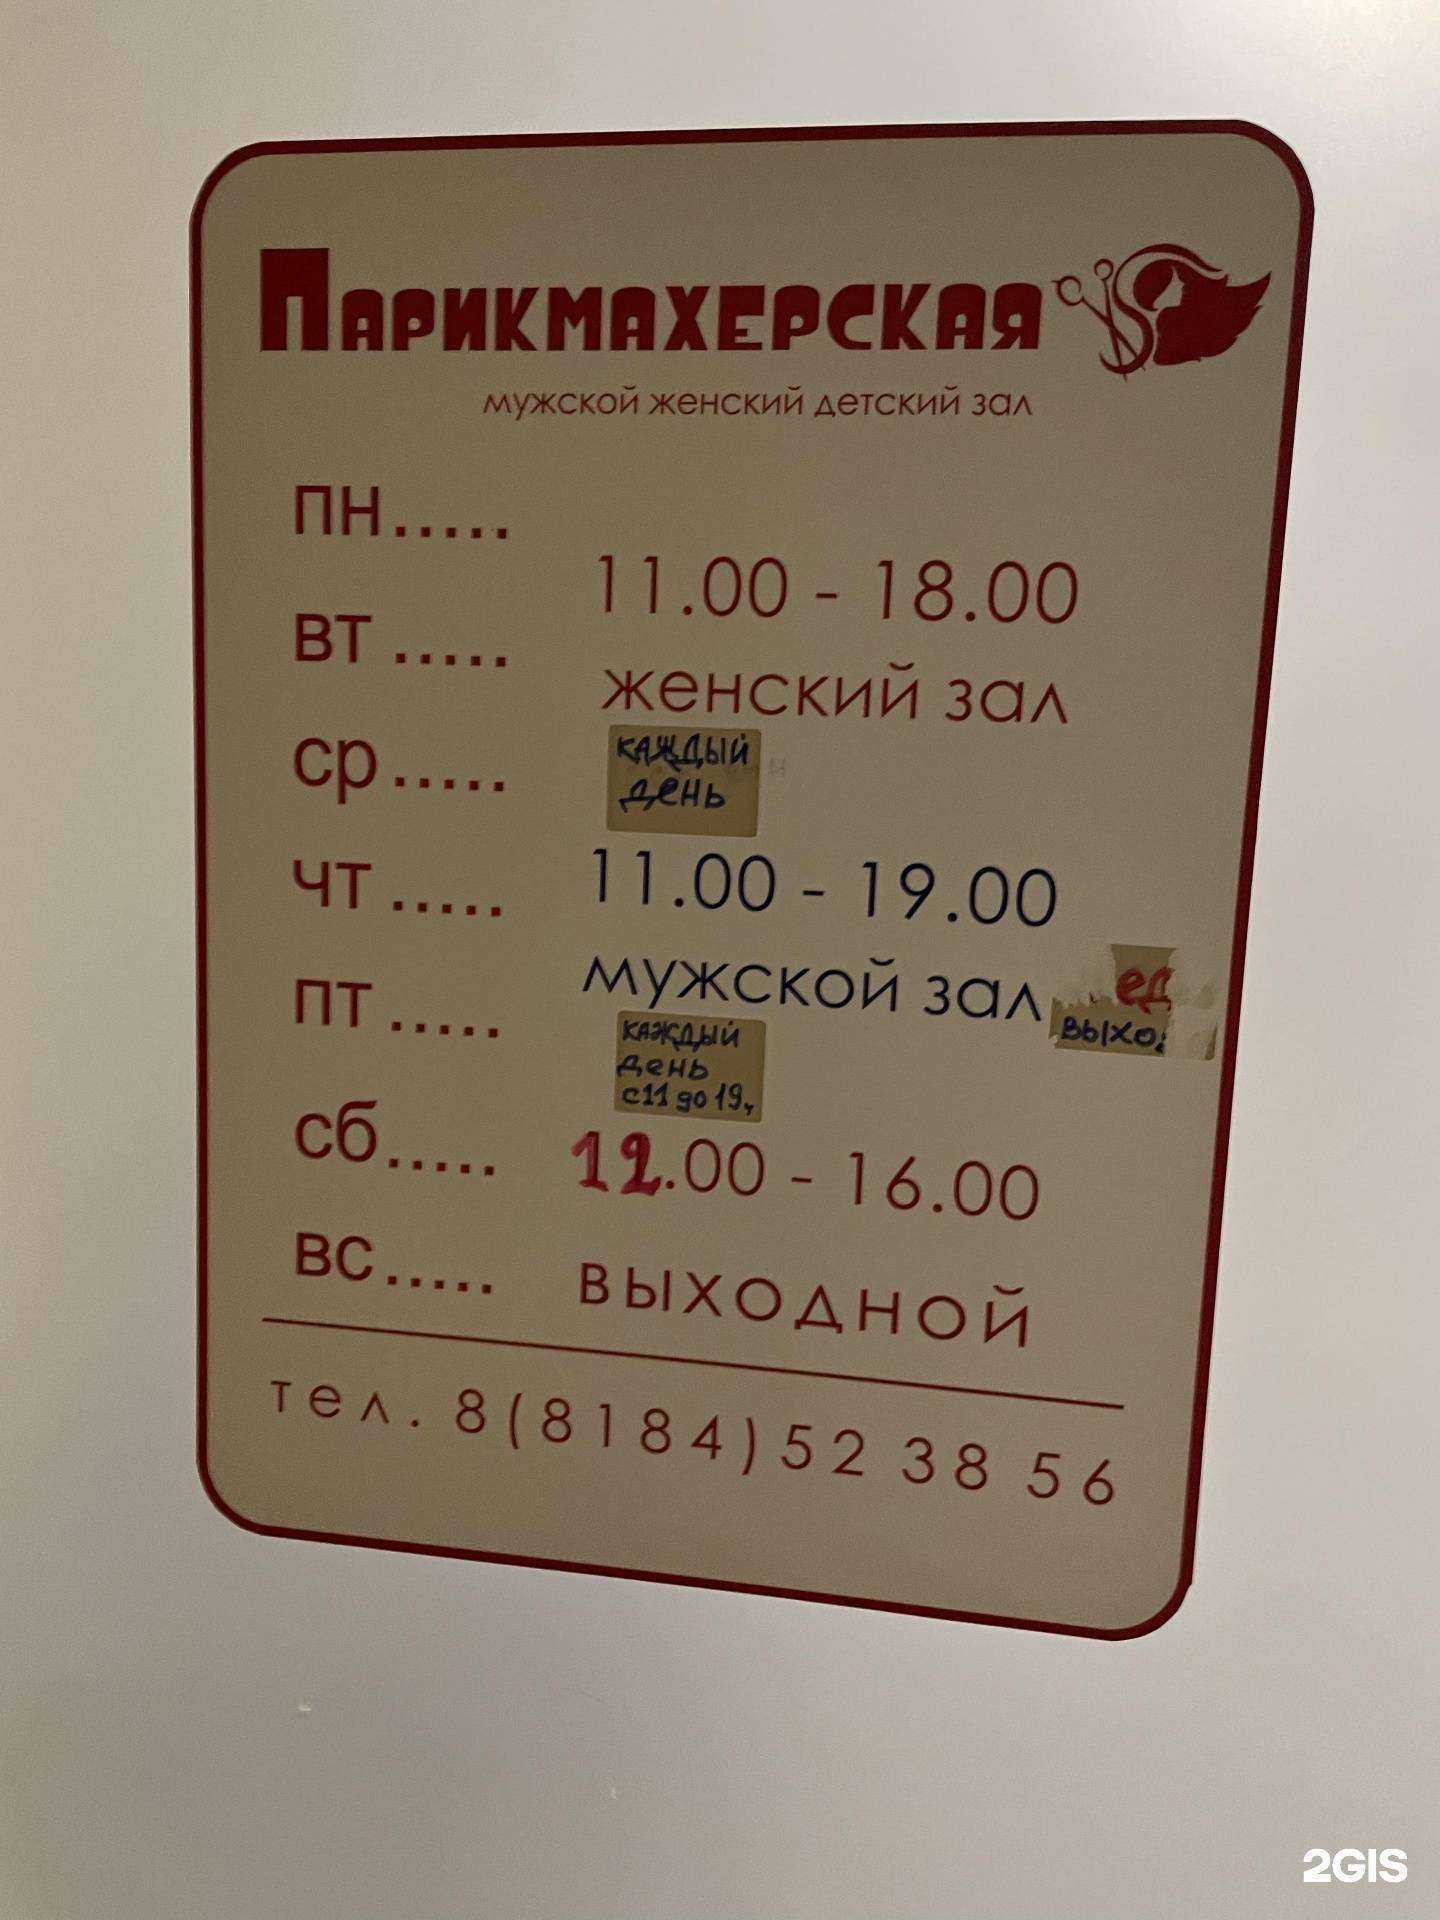 Парикмахерская
мужской женский детский зал
пн.....
11.00 - 18.00
вт.....
женский зал
ср.....
каждый
день
чт.....
11.00 - 19.00
мужской зал
ед
выхо
пт.....
каждый
день
с 11 до 19
сб..... 12.00 - 16.00
вс..... выходной
тел. 8(8184)52 38 56
2GIS